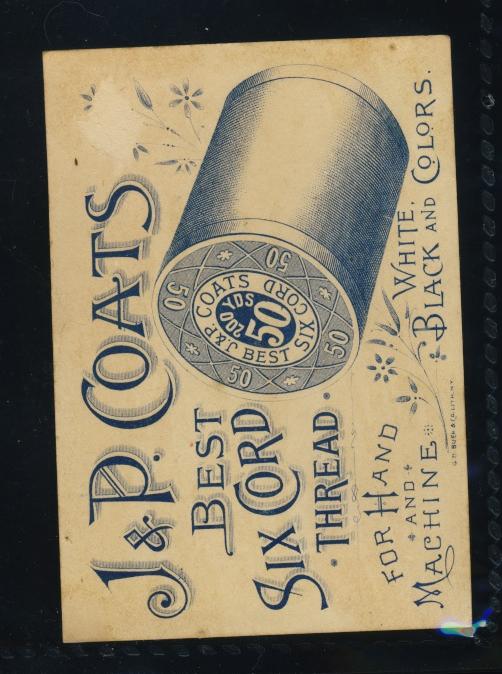 J. & P. COATS
BEST
SIX CORD
• THREAD •
FOR HAND
AND
MACHINE
WHITE,
BLACK AND COLORS.
J. & P. COATS
BEST SIX CORD
200 YDS
50
50
50
50
50